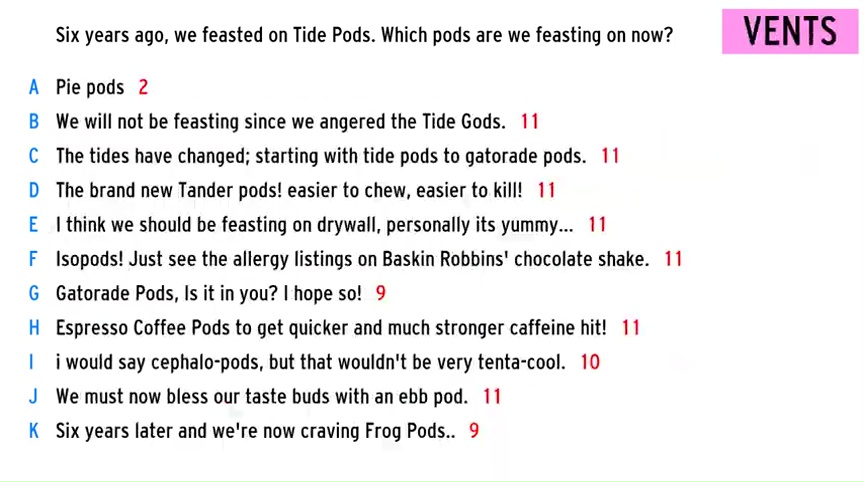 Six years ago, we feasted on Tide Pods. Which pods are we feasting on now?
VENTS
A Pie pods 2
B We will not be feasting since we angered the Tide Gods. 11
C The tides have changed; starting with tide pods to gatorade pods. 11
D The brand new Tander pods! easier to chew, easier to kill! 11
E I think we should be feasting on drywall, personally its yummy... 11
F Isopods! Just see the allergy listings on Baskin Robbins' chocolate shake. 11
G Gatorade Pods, Is it in you? I hope so! 9
H Espresso Coffee Pods to get quicker and much stronger caffeine hit! 11
I i would say cephalo-pods, but that wouldn't be very tenta-cool. 10
J We must now bless our taste buds with an ebb pod. 11
K Six years later and we're now craving Frog Pods.. 9